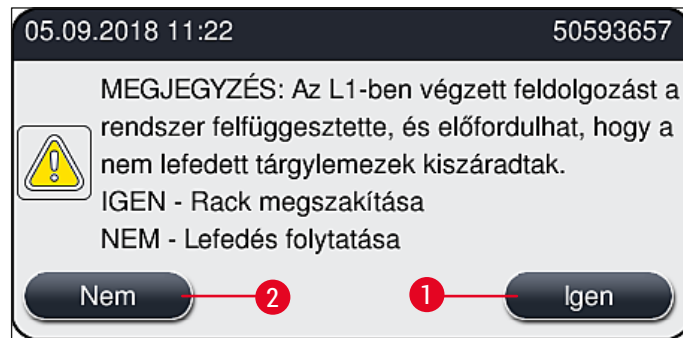 05.09.2018 11:22 50593657
MEGJEGYZÉS: Az L1-ben végzett feldolgozást a
rendszer felfüggesztette, és előfordulhat, hogy a
nem lefedett tárgylemezek kiszáradtak.
IGEN - Rack megszakítása
NEM - Lefedés folytatása
Nem 2 1 Igen